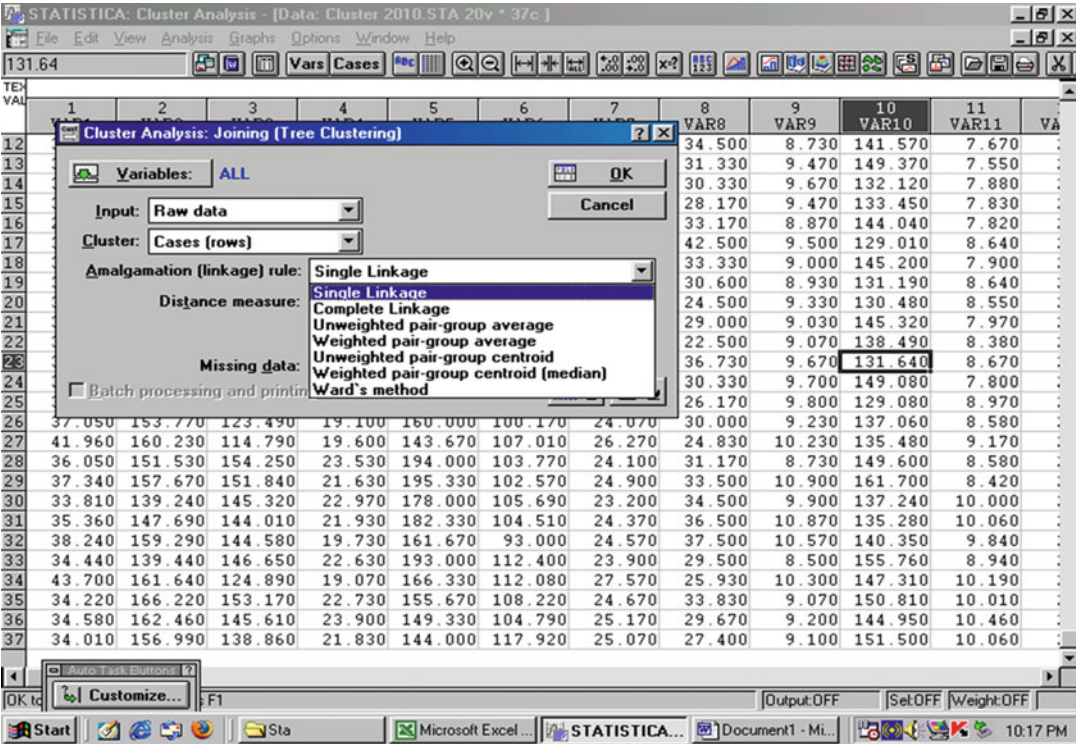 STATISTICA: Cluster Analysis - [Data: Cluster 2010.STA 20v * 37c ]
File Edit View Analysis Graphs Options Window Help
131.64 Vars Cases ABC
VAL 1 2 3 4 5 6 7 8 9 10 11
VAR8 VAR9 VAR10 VAR11 VA
Cluster Analysis: Joining (Tree Clustering)
Variables: ALL
OK
Input: Raw data
Cancel
Cluster: Cases (rows)
Amalgamation (linkage) rule: Single Linkage
Single Linkage
Complete Linkage
Distance measure:
Unweighted pair-group average
Weighted pair-group average
Unweighted pair-group centroid
Missing data:
Weighted pair-group centroid (median)
Batch processing and printin
Ward`s method
12 34.500 8.730 141.570 7.670
13 31.330 9.470 149.370 7.550
14 30.330 9.670 132.120 7.880
15 28.170 9.470 133.450 7.830
16 33.170 8.870 144.040 7.820
17 42.500 9.500 129.010 8.640
18 33.330 9.000 145.200 7.900
19 30.600 8.930 131.190 8.640
20 24.500 9.330 130.480 8.550
21 29.000 9.030 145.320 7.970
22 22.500 9.070 138.490 8.380
23 36.730 9.670 131.640 8.670
24 30.330 9.700 149.080 7.800
25 26.170 9.800 129.080 8.970
26 37.050 153.770 123.490 19.100 160.000 100.170 24.070 30.000 9.230 137.060 8.580
27 41.960 160.230 114.790 19.600 143.670 107.010 26.270 24.830 10.230 135.480 9.170
28 36.050 151.530 154.250 23.530 194.000 103.770 24.100 31.170 8.730 149.600 8.580
29 37.340 157.670 151.840 21.630 195.330 102.570 24.900 33.500 10.900 161.700 8.420
30 33.810 139.240 145.320 22.970 178.000 105.690 23.200 34.500 9.900 137.240 10.000
31 35.360 147.690 144.010 21.930 182.330 104.510 24.370 36.500 10.870 135.280 10.060
32 38.240 159.290 144.580 19.730 161.670 93.000 24.570 37.500 10.570 140.350 9.840
33 34.440 139.440 146.650 22.630 193.000 112.400 23.900 29.500 8.500 155.760 8.940
34 43.700 161.640 124.890 19.070 166.330 112.080 27.570 25.930 10.300 147.310 10.190
35 34.220 166.220 153.170 22.730 155.670 108.220 24.670 33.830 9.070 150.810 10.010
36 34.580 162.460 145.610 23.900 149.330 104.790 25.170 29.670 9.200 144.950 10.460
37 34.010 156.990 138.860 21.830 144.000 117.920 25.070 27.400 9.100 151.500 10.060
Auto Task Buttons ?
Customize...
OK to F1 Output:OFF Sel:OFF Weight:OFF
Start Sta Microsoft Excel ... STATISTICA... Document1 - Mi... 10:17 PM